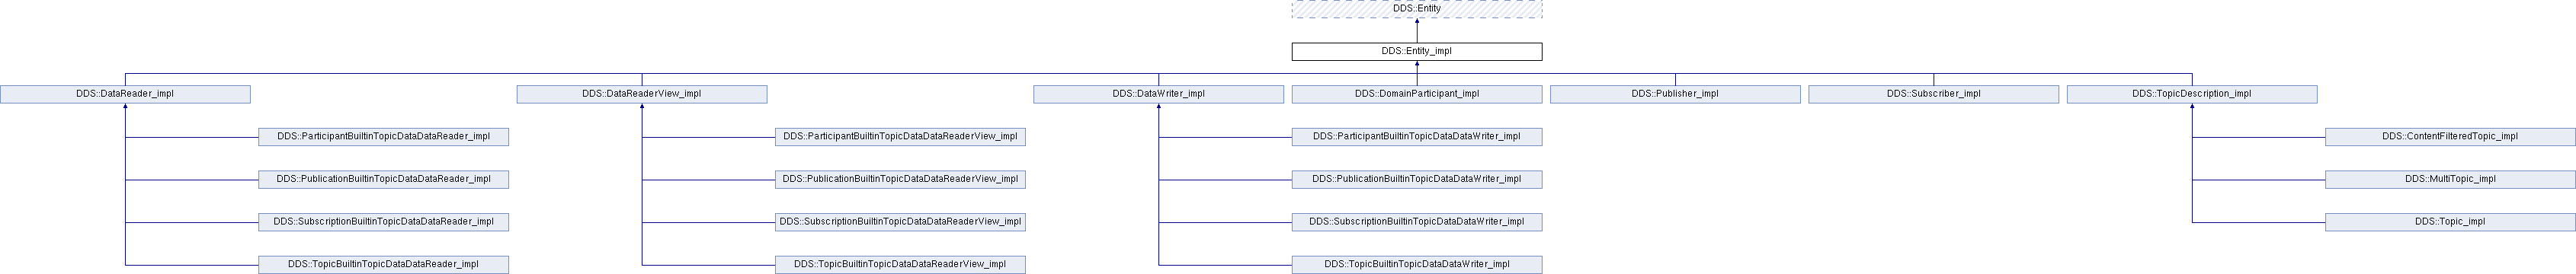 DDS::Entity
DDS::Entity_impl
DDS::DataReader_impl DDS::DataReaderView_impl DDS::DataWriter_impl DDS::DomainParticipant_impl DDS::Publisher_impl DDS::Subscriber_impl DDS::TopicDescription_impl
DDS::ParticipantBuiltinTopicDataDataReader_impl DDS::ParticipantBuiltinTopicDataDataReaderView_impl DDS::ParticipantBuiltinTopicDataDataWriter_impl DDS::ContentFilteredTopic_impl
DDS::PublicationBuiltinTopicDataDataReader_impl DDS::PublicationBuiltinTopicDataDataReaderView_impl DDS::PublicationBuiltinTopicDataDataWriter_impl DDS::MultiTopic_impl
DDS::SubscriptionBuiltinTopicDataDataReader_impl DDS::SubscriptionBuiltinTopicDataDataReaderView_impl DDS::SubscriptionBuiltinTopicDataDataWriter_impl DDS::Topic_impl
DDS::TopicBuiltinTopicDataDataReader_impl DDS::TopicBuiltinTopicDataDataReaderView_impl DDS::TopicBuiltinTopicDataDataWriter_impl